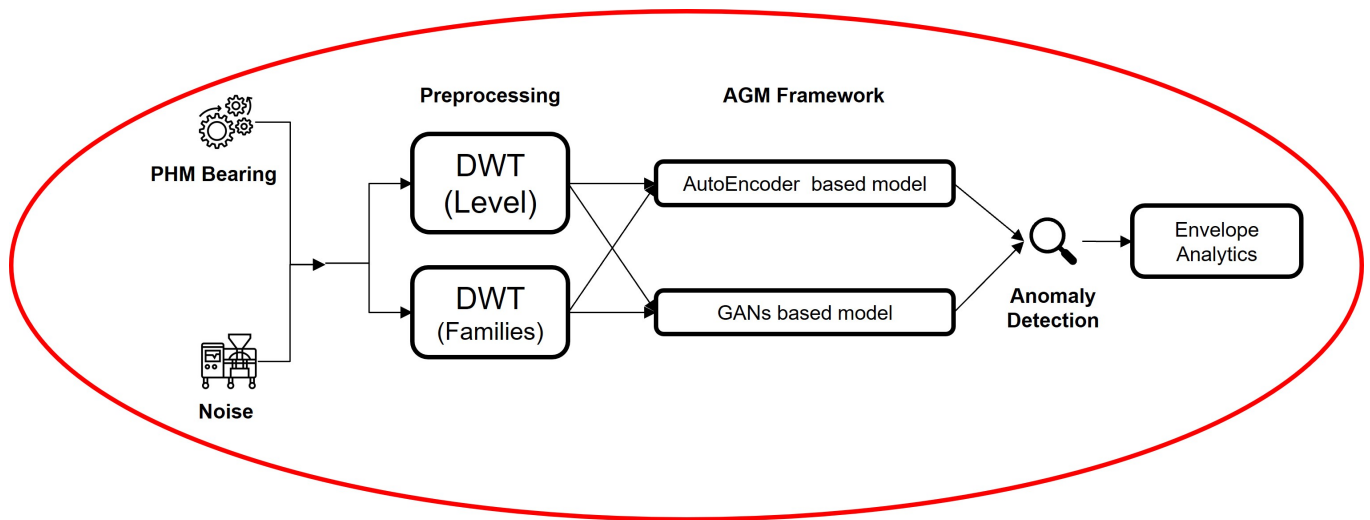 Preprocessing
AGM Framework
PHM Bearing
Noise
DWT
(Level)
DWT
(Families)
AutoEncoder based model
GANs based model
Anomaly
Detection
Envelope
Analytics